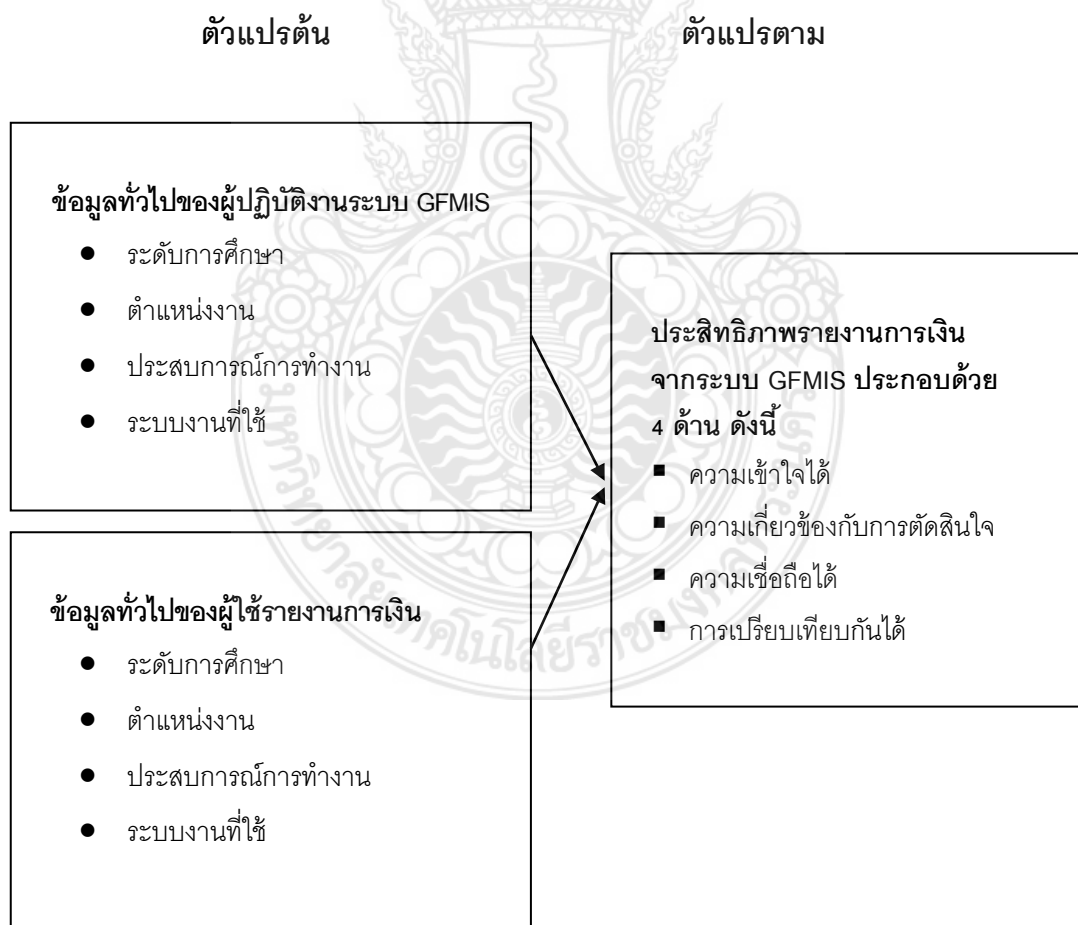 ตัวแปรต้น
ตัวแปรตาม
ข้อมูลทั่วไปของผู้ปฏิบัติงานระบบ GFMIS
● ระดับการศึกษา
● ตำแหน่งงาน
● ประสบการณ์การทำงาน
● ระบบงานที่ใช้
ข้อมูลทั่วไปของผู้ใช้รายงานการเงิน
● ระดับการศึกษา
● ตำแหน่งงาน
● ประสบการณ์การทำงาน
● ระบบงานที่ใช้
ประสิทธิภาพรายงานการเงิน
จากระบบ GFMIS ประกอบด้วย
4 ด้าน ดังนี้
■ ความเข้าใจได้
■ ความเกี่ยวข้องกับการตัดสินใจ
■ ความเชื่อถือได้
■ การเปรียบเทียบกันได้